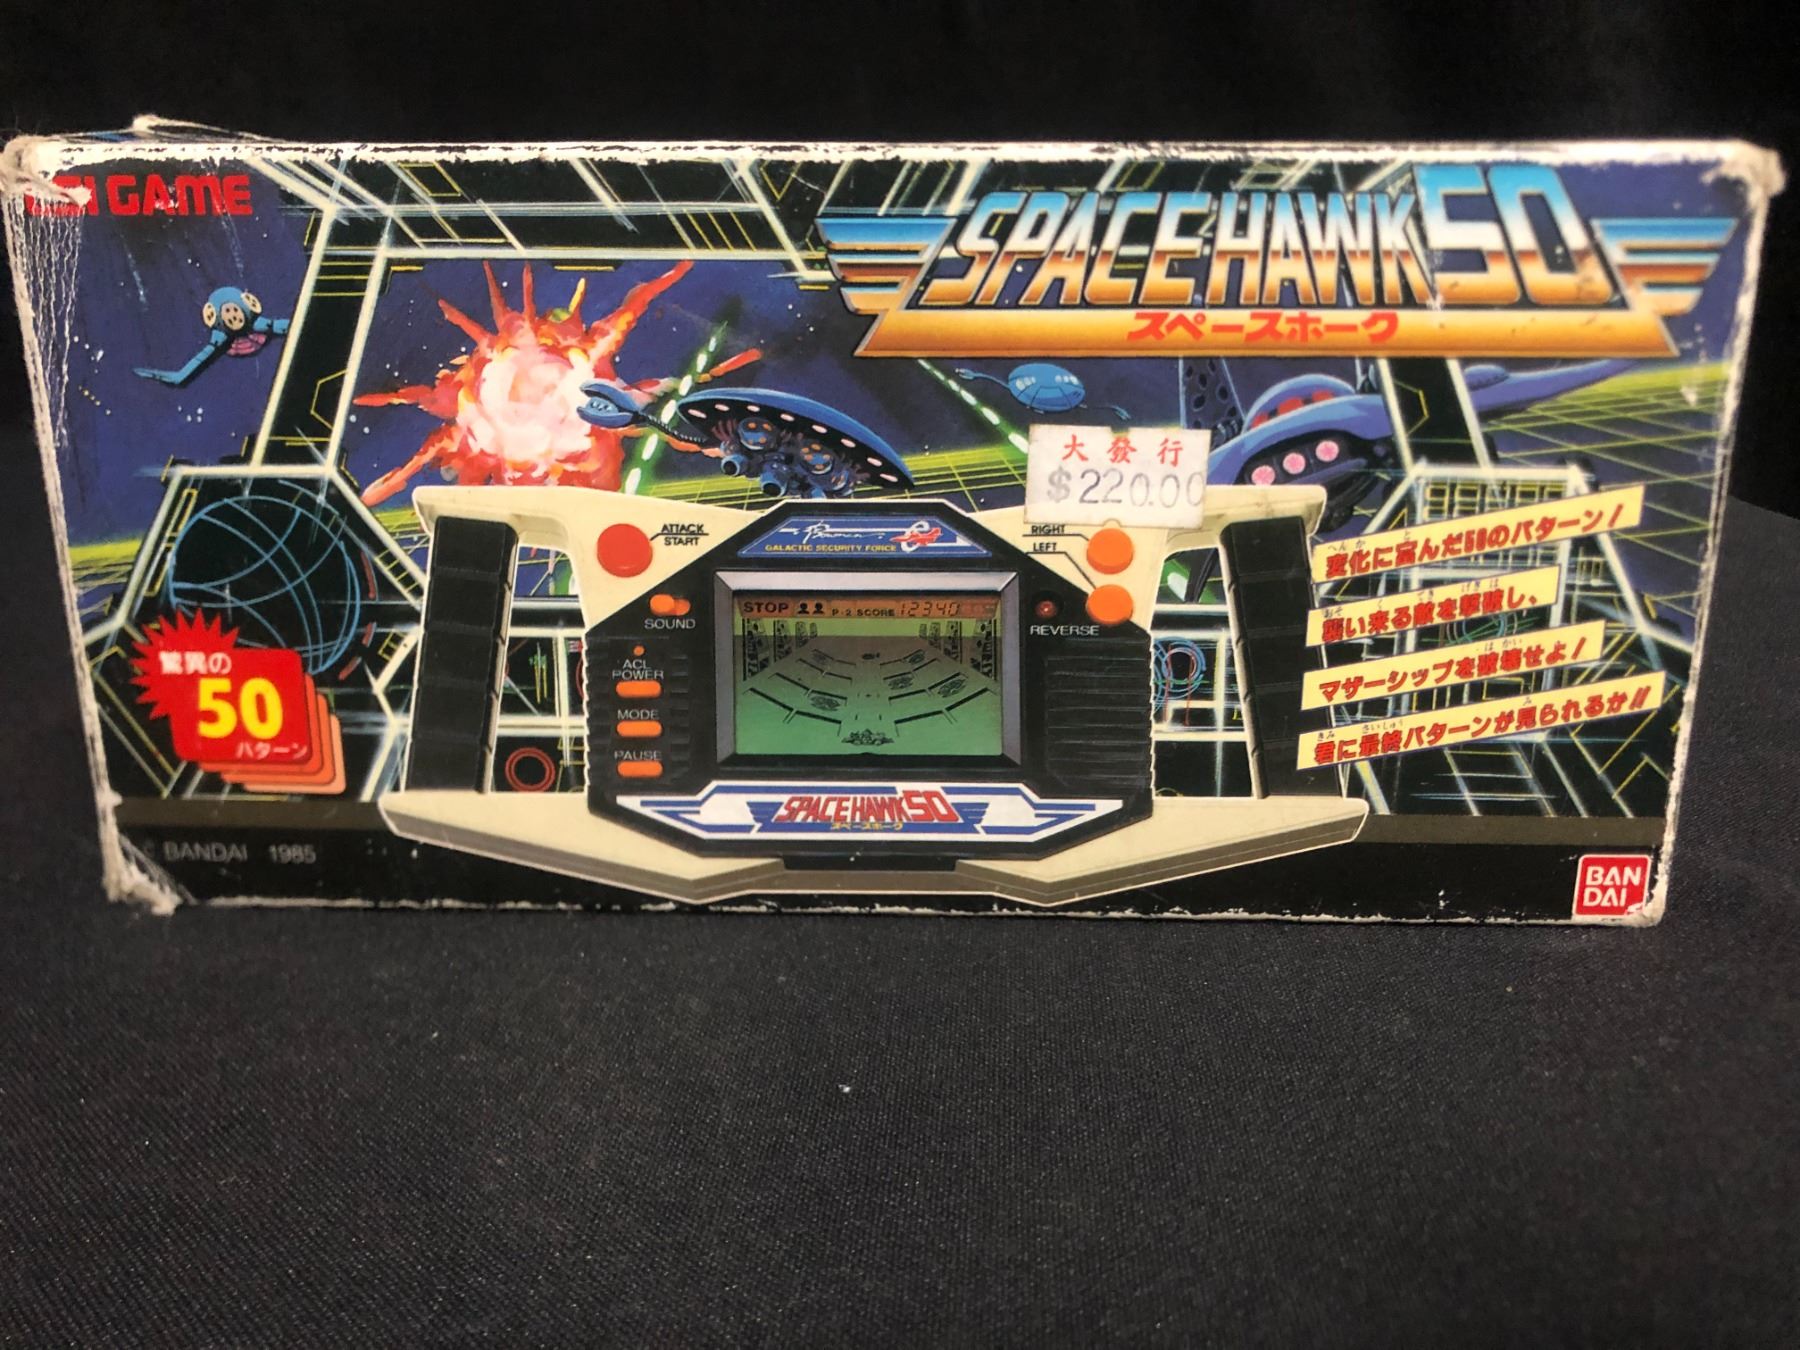 GAME
SPACE HAWK 50
スペースホーク
大發行
$220.00
ATTACK
START
Bowman
GALACTIC SECURITY FORCE
RIGHT
LEFT
SOUND
STOP P-2 SCORE 12340
REVERSE
ACL
POWER
MODE
PAUSE
驚異の
50
パターン
変化に富んだ50のパターン!
襲い来る敵を撃破し、
マザーシップを破壊せよ!
君に最終パターンが見られるか!!
SPACE HAWK 50
スペースホーク
© BANDAI 1985
BAN
DAI